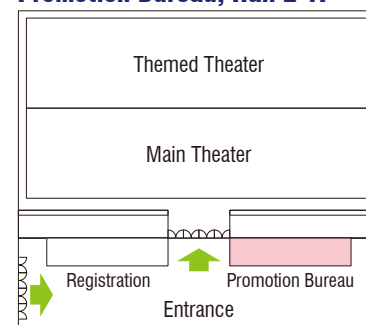 Themed Theater
Main Theater
Registration
Promotion Bureau
Entrance